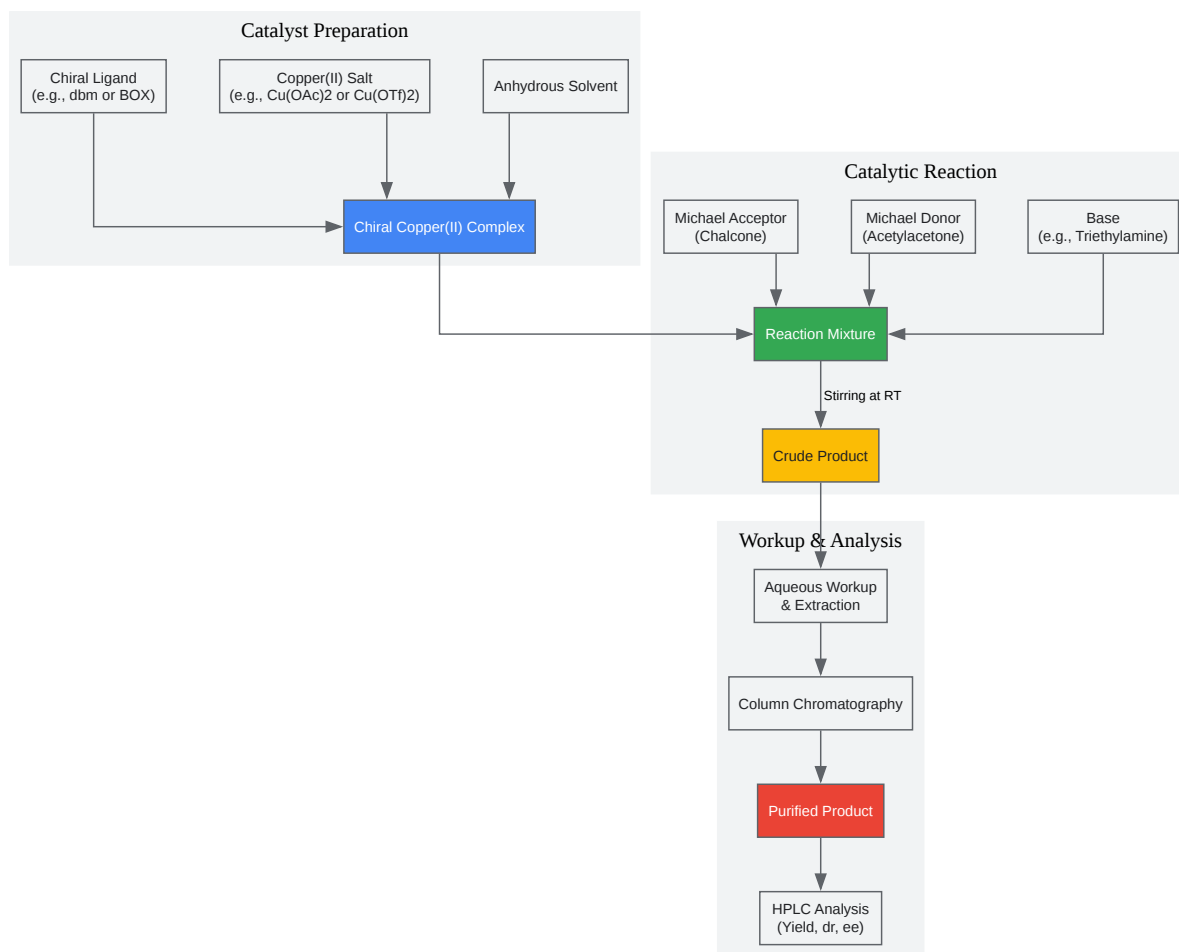 Catalyst Preparation
Chiral Ligand
(e.g., dbm or BOX)
Copper(II) Salt
(e.g., Cu(OAc)2 or Cu(OTf)2)
Anhydrous Solvent
Chiral Copper(II) Complex
Catalytic Reaction
Michael Acceptor
(Chalcone)
Michael Donor
(Acetylacetone)
Base
(e.g., Triethylamine)
Reaction Mixture
Stirring at RT
Crude Product
Workup & Analysis
Aqueous Workup
& Extraction
Column Chromatography
Purified Product
HPLC Analysis
(Yield, dr, ee)